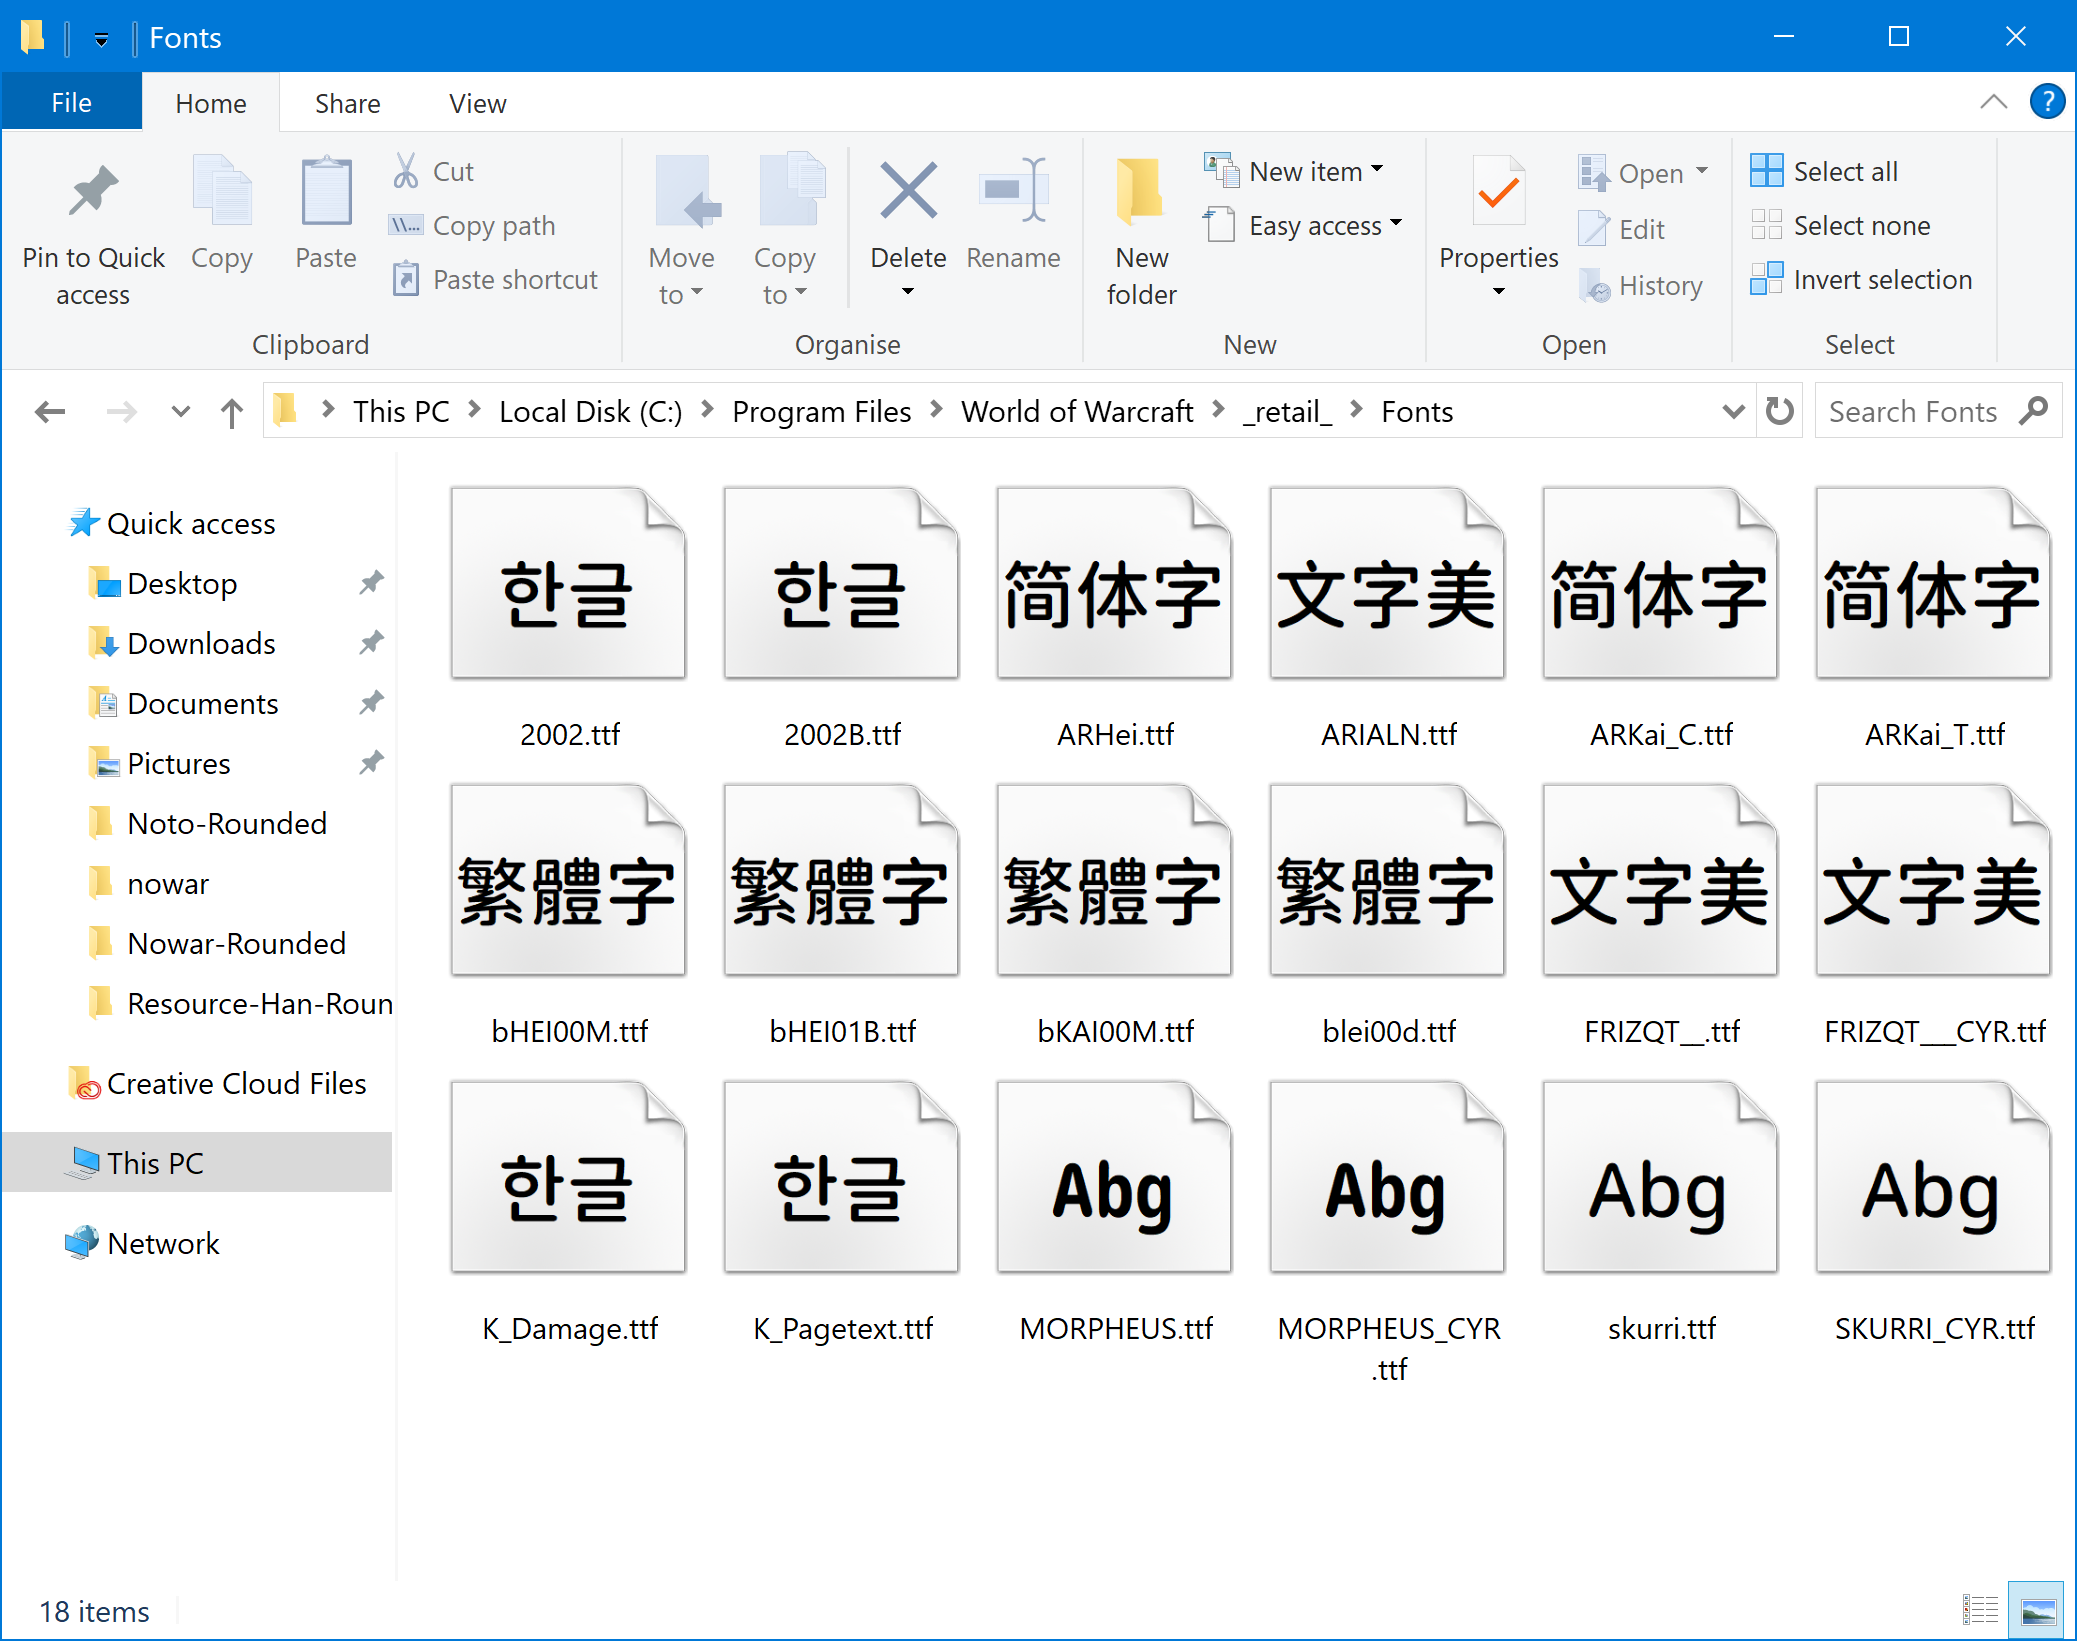 Fonts
File Home Share View
?
Pin to Quick access
Copy
Paste
Cut
Copy path
Paste shortcut
Clipboard
Move to
Copy to
Delete
Rename
Organise
New folder
New item
Easy access
New
Properties
Open
Edit
History
Open
Select all
Select none
Invert selection
Select
This PC Local Disk (C:) Program Files World of Warcraft _retail_ Fonts
Search Fonts
Quick access
Desktop
Downloads
Documents
Pictures
Noto-Rounded
nowar
Nowar-Rounded
Resource-Han-Roun
Creative Cloud Files
This PC
Network
한글 한글 简体字 文字美 简体字 简体字
2002.ttf 2002B.ttf ARHei.ttf ARIALN.ttf ARKai_C.ttf ARKai_T.ttf
繁體字 繁體字 繁體字 繁體字 文字美 文字美
bHEI00M.ttf bHEI01B.ttf bKAI00M.ttf blei00d.ttf FRIZQT__.ttf FRIZQT___CYR.ttf
한글 한글 Abg Abg Abg Abg
K_Damage.ttf K_Pagetext.ttf MORPHEUS.ttf MORPHEUS_CYR.ttf skurri.ttf SKURRI_CYR.ttf
18 items